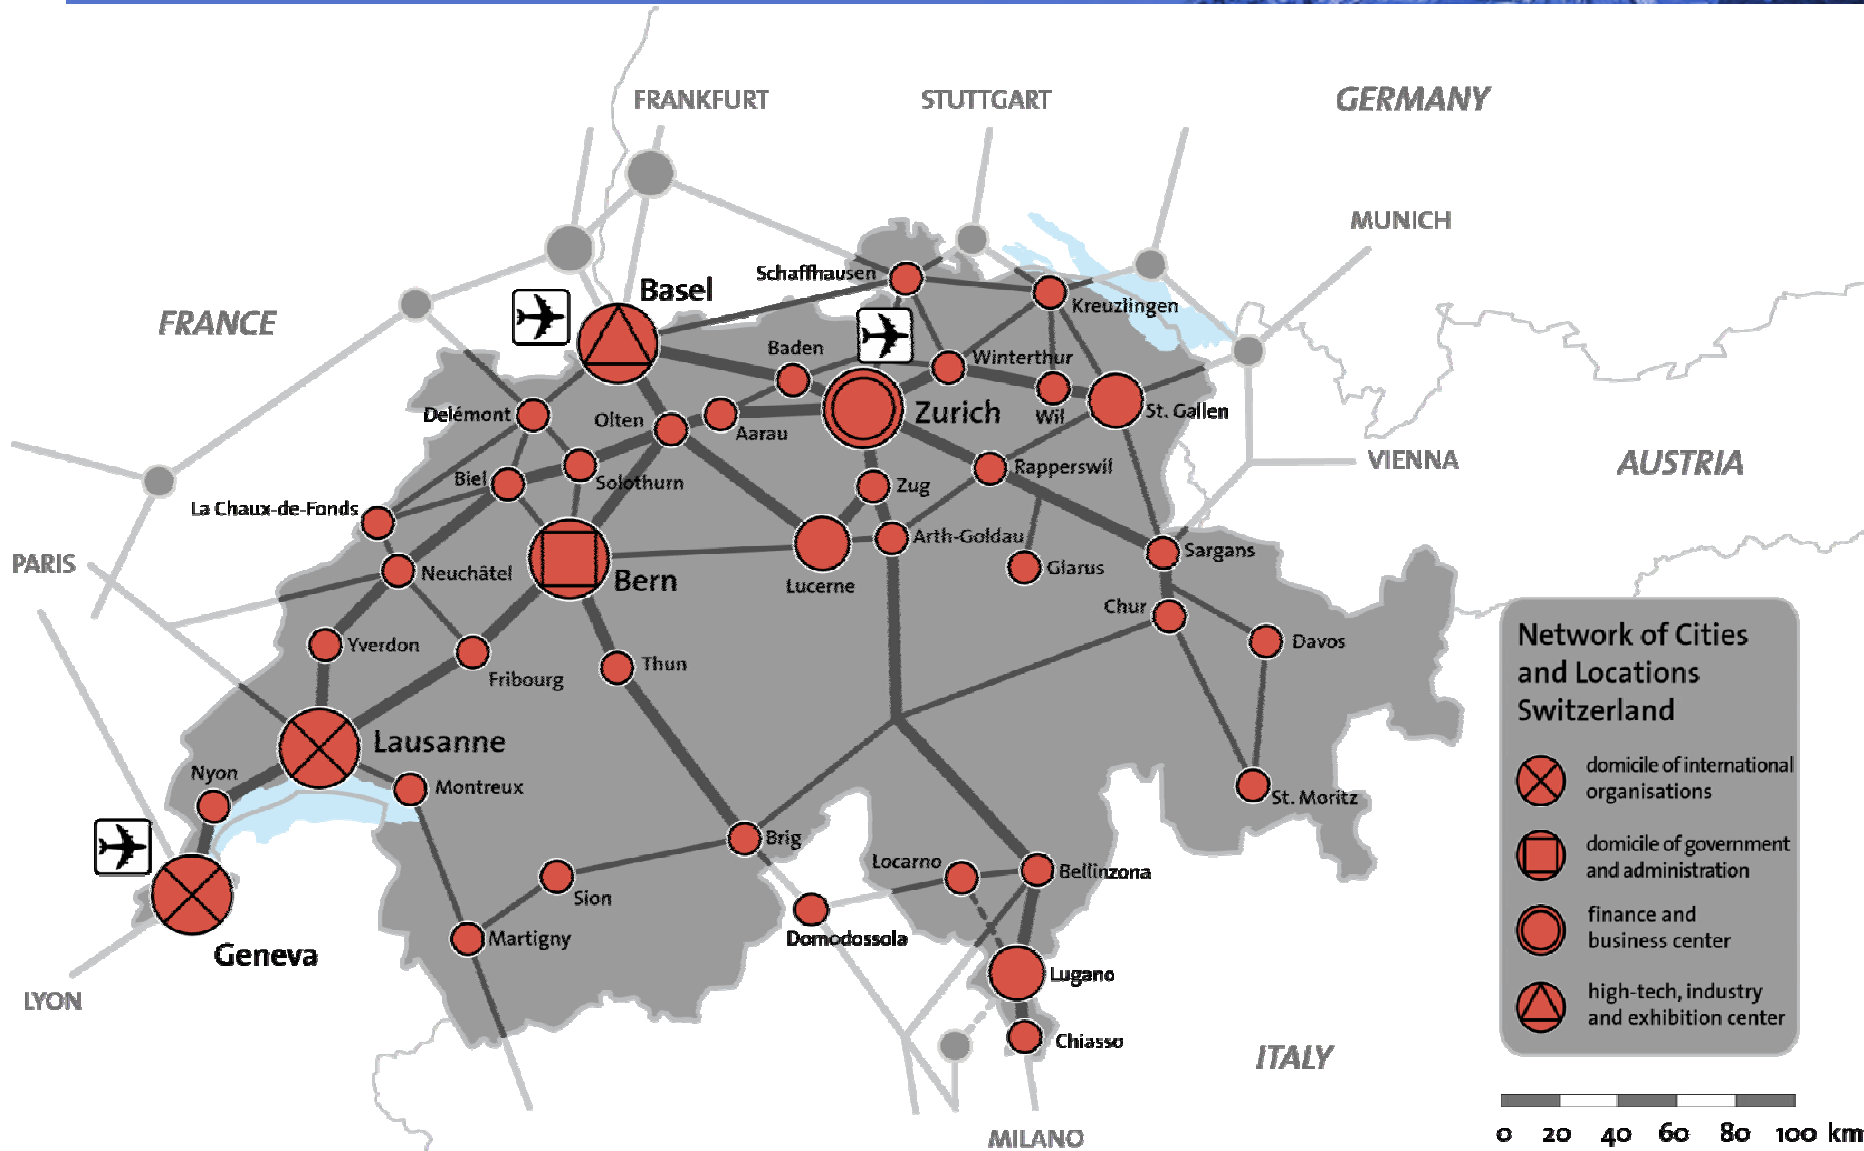 FRANKFURT
STUTTGART
GERMANY
MUNICH
Schaffhausen
Basel
Kreuzlingen
FRANCE
Baden
Winterthur
Delémont
Olten
Aarau
Zurich
Wil
St. Gallen
VIENNA
AUSTRIA
Biel
Solothurn
Zug
Rapperswil
La Chaux-de-Fonds
Arth-Goldau
Sargans
PARIS
Neuchâtel
Bern
Lucerne
Glarus
Chur
Yverdon
Fribourg
Thun
Davos
Network of Cities
and Locations
Switzerland
Lausanne
Nyon
Montreux
St. Moritz
domicile of international
organisations
Brig
Locarno
Bellinzona
domicile of government
and administration
Sion
Martigny
Domodossola
finance and
business center
Geneva
Lugano
LYON
high-tech, industry
and exhibition center
Chiasso
ITALY
MILANO
0 20 40 60 80 100 km